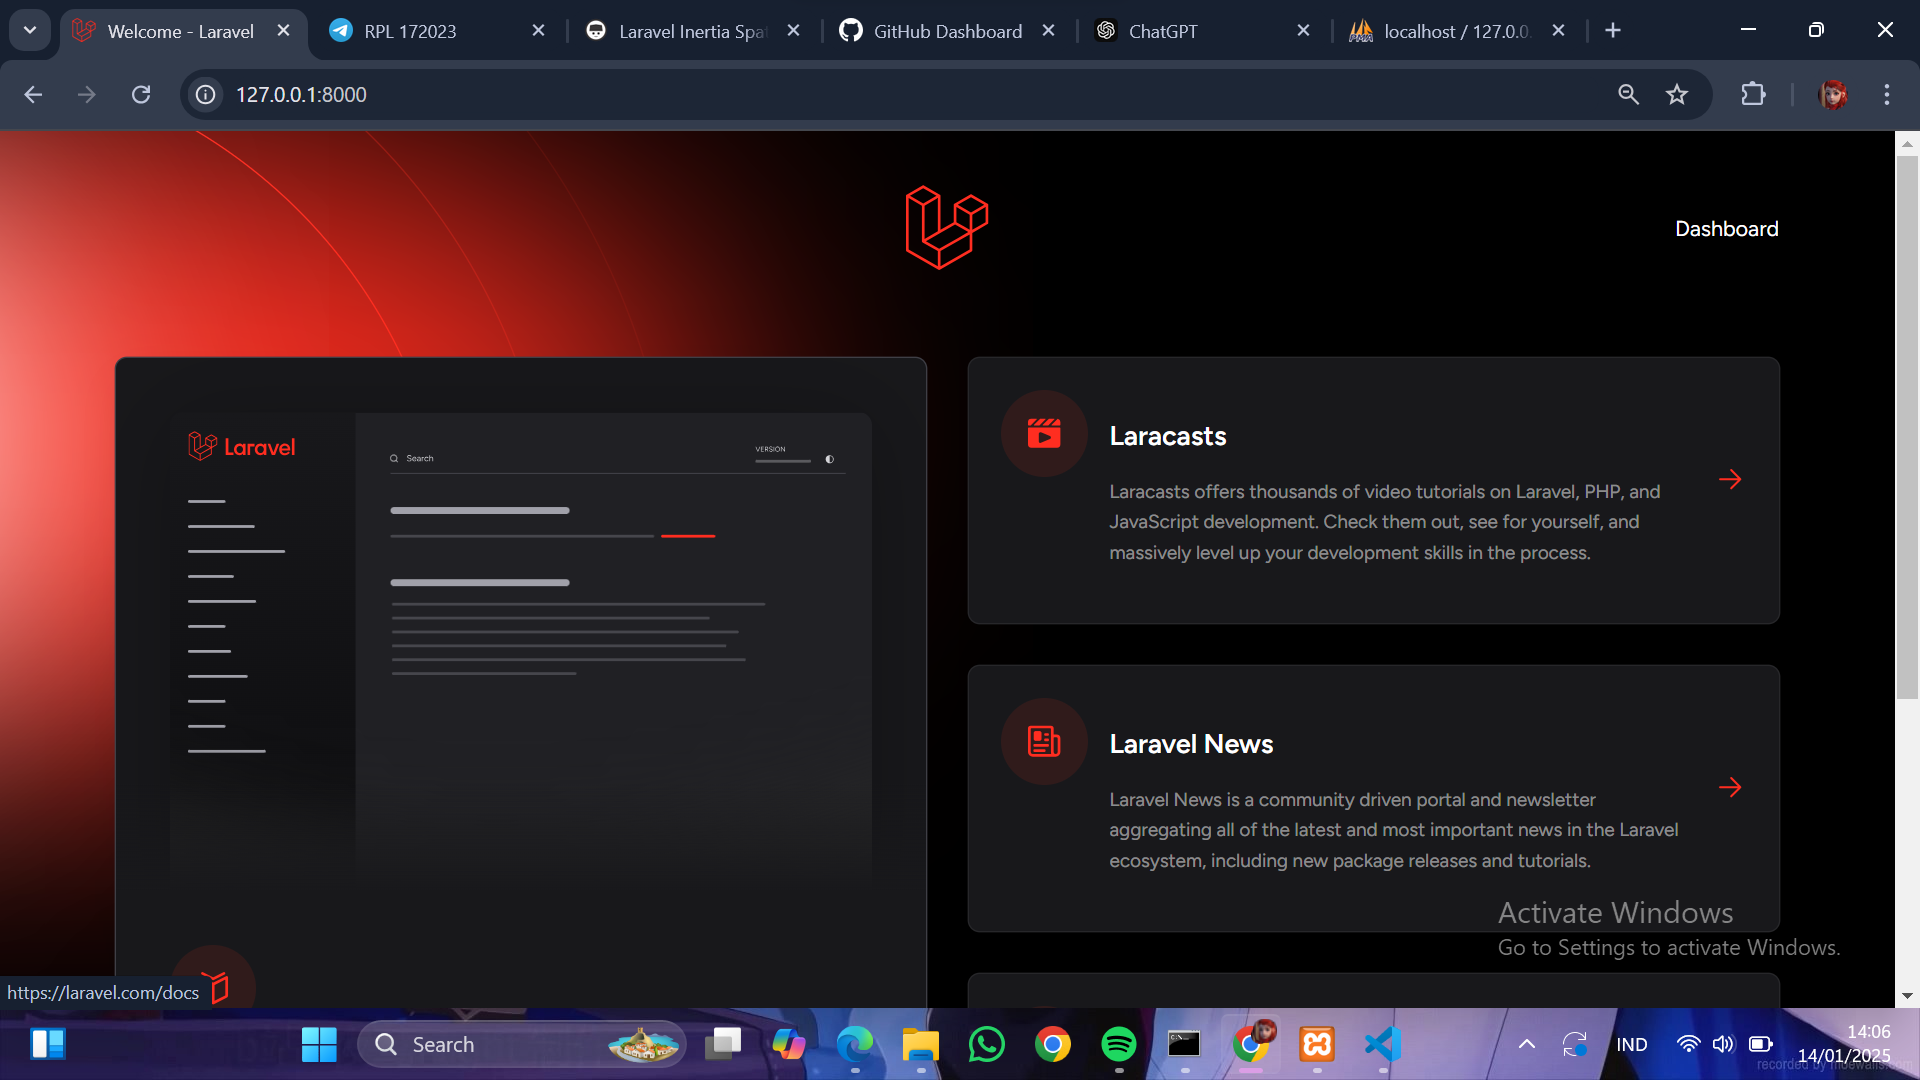 Welcome - Laravel
RPL 172023
Laravel Inertia Spa
GitHub Dashboard
ChatGPT
localhost / 127.0.0.
127.0.0.1:8000
Dashboard
Laravel
Search
VERSION
Laracasts
Laracasts offers thousands of video tutorials on Laravel, PHP, and
JavaScript development. Check them out, see for yourself, and
massively level up your development skills in the process.
Laravel News
Laravel News is a community driven portal and newsletter
aggregating all of the latest and most important news in the Laravel
ecosystem, including new package releases and tutorials.
Activate Windows
Go to Settings to activate Windows.
https://laravel.com/docs
Search
IND
14:06
14/01/2025
recorded by